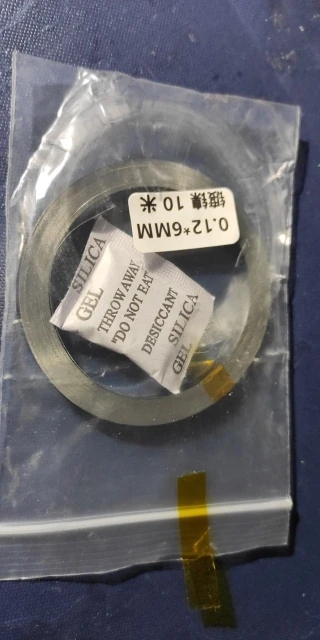 0.12*6MM
镀镍 10 米
SILICA
GEL
THROW AWAY
"DO NOT EAT
DESICCANT
SILICA
GEL